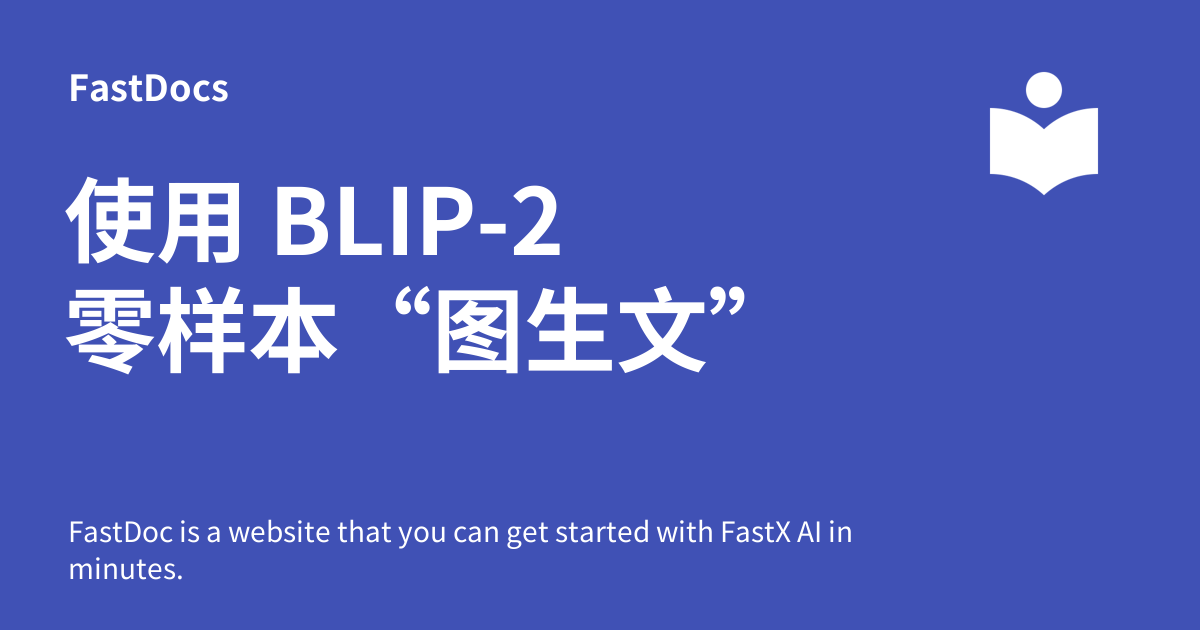 FastDocs
使用 BLIP-2
零样本“图生文”
FastDoc is a website that you can get started with FastX AI in
minutes.